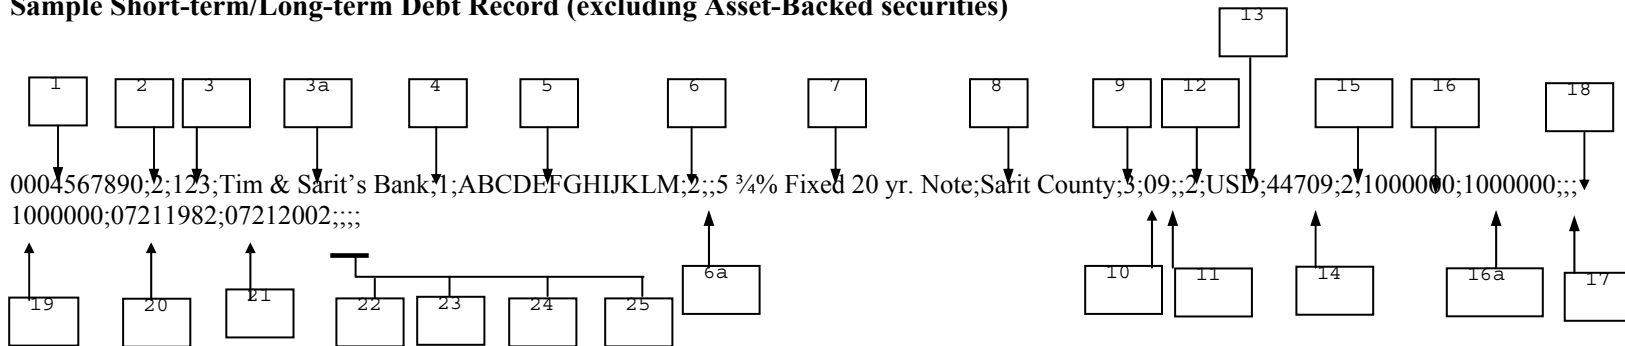 Sample Short-term/Long-term Debt Record (excluding Asset-Backed securities)
13
1 2 3 3a 4 5 6 7 8 9 12 15 16 18
0004567890;2;123;Tim & Sarit's Bank;1;ABCDEFGHIJKLM;2;;5 ¾% Fixed 20 yr. Note;Sarit County;3;09;;2;USD;44709;2;1000000;1000000;;;
1000000;07211982;07212002;;;;
6a 10 11 14 16a 17
19 20 21 22 23 24 25